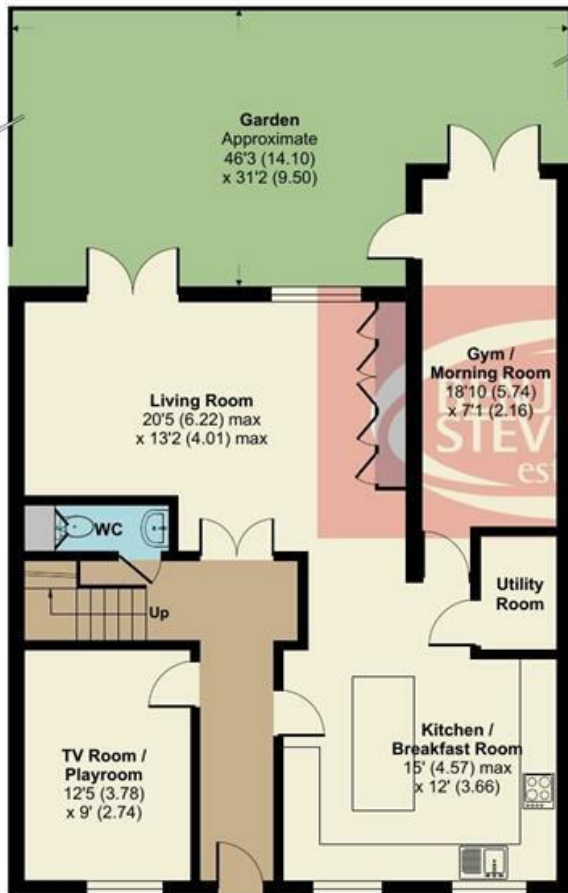 Garden
Approximate
46'3 (14.10)
x 31'2 (9.50)
Gym /
Morning Room
18'10 (5.74)
x 7'1 (2.16)
Living Room
20'5 (6.22) max
x 13'2 (4.01) max
WC
Utility
Room
Up
TV Room /
Playroom
12'5 (3.78)
x 9' (2.74)
Kitchen /
Breakfast Room
15' (4.57) max
x 12' (3.66)